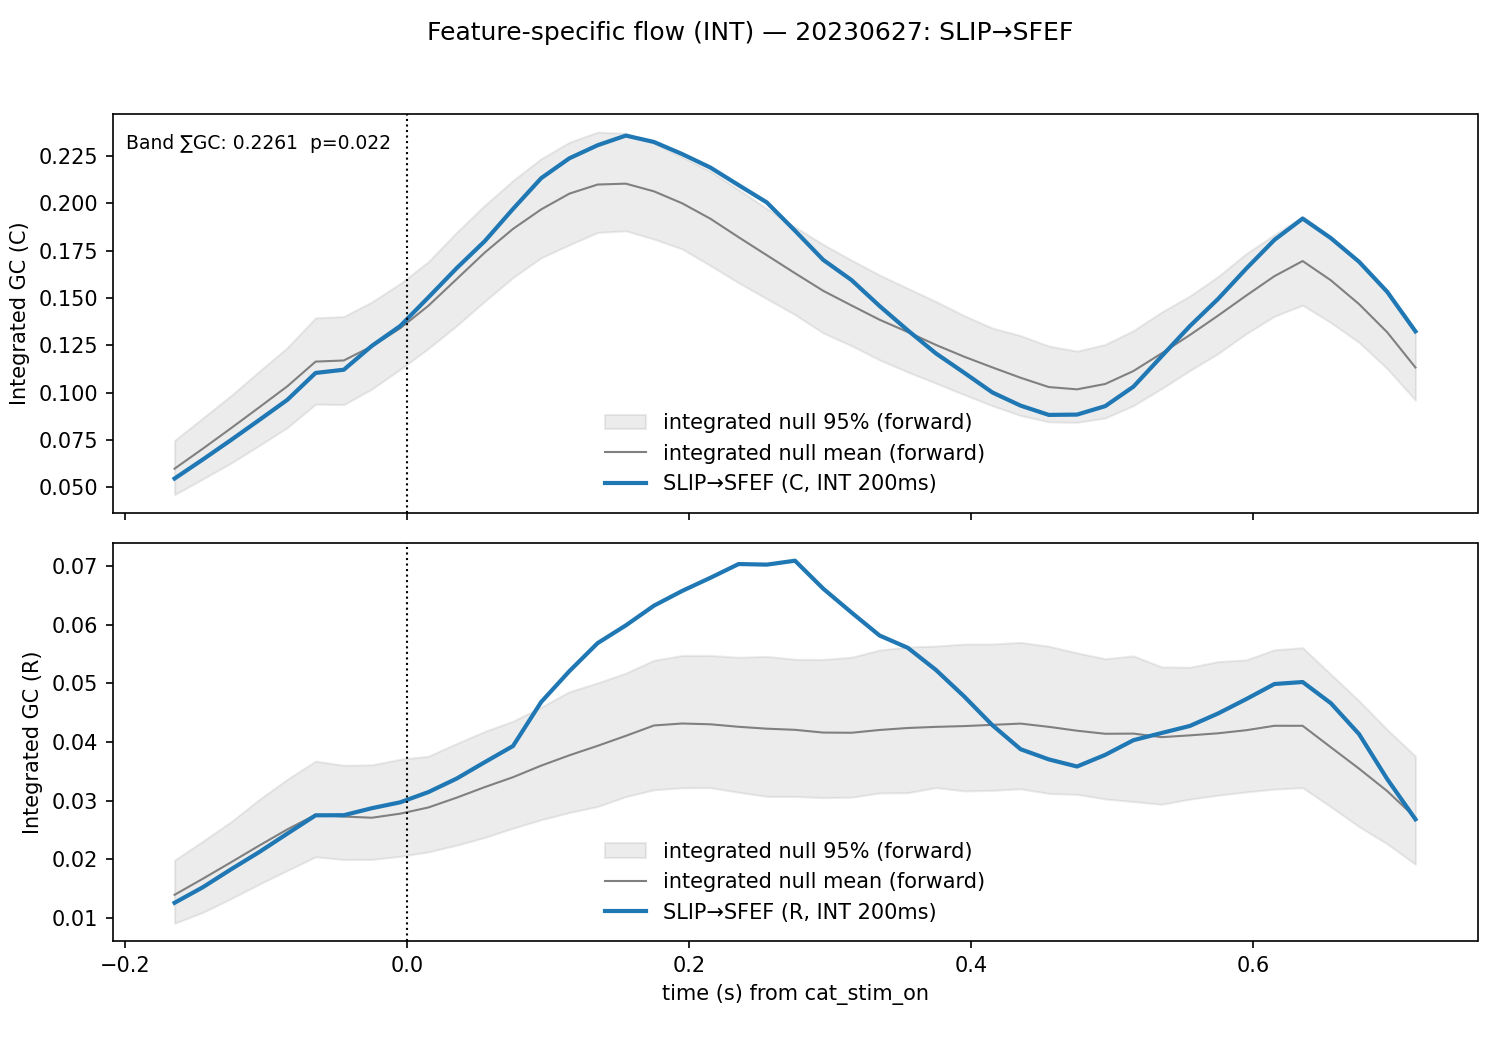 Feature-specific flow (INT) — 20230627: SLIP→SFEF
Band ∑GC: 0.2261  p=0.022
Integrated GC (C)
0.225
0.200
0.175
0.150
0.125
0.100
0.075
0.050
integrated null 95% (forward)
integrated null mean (forward)
SLIP→SFEF (C, INT 200ms)
Integrated GC (R)
0.07
0.06
0.05
0.04
0.03
0.02
0.01
integrated null 95% (forward)
integrated null mean (forward)
SLIP→SFEF (R, INT 200ms)
−0.2 0.0 0.2 0.4 0.6
time (s) from cat_stim_on